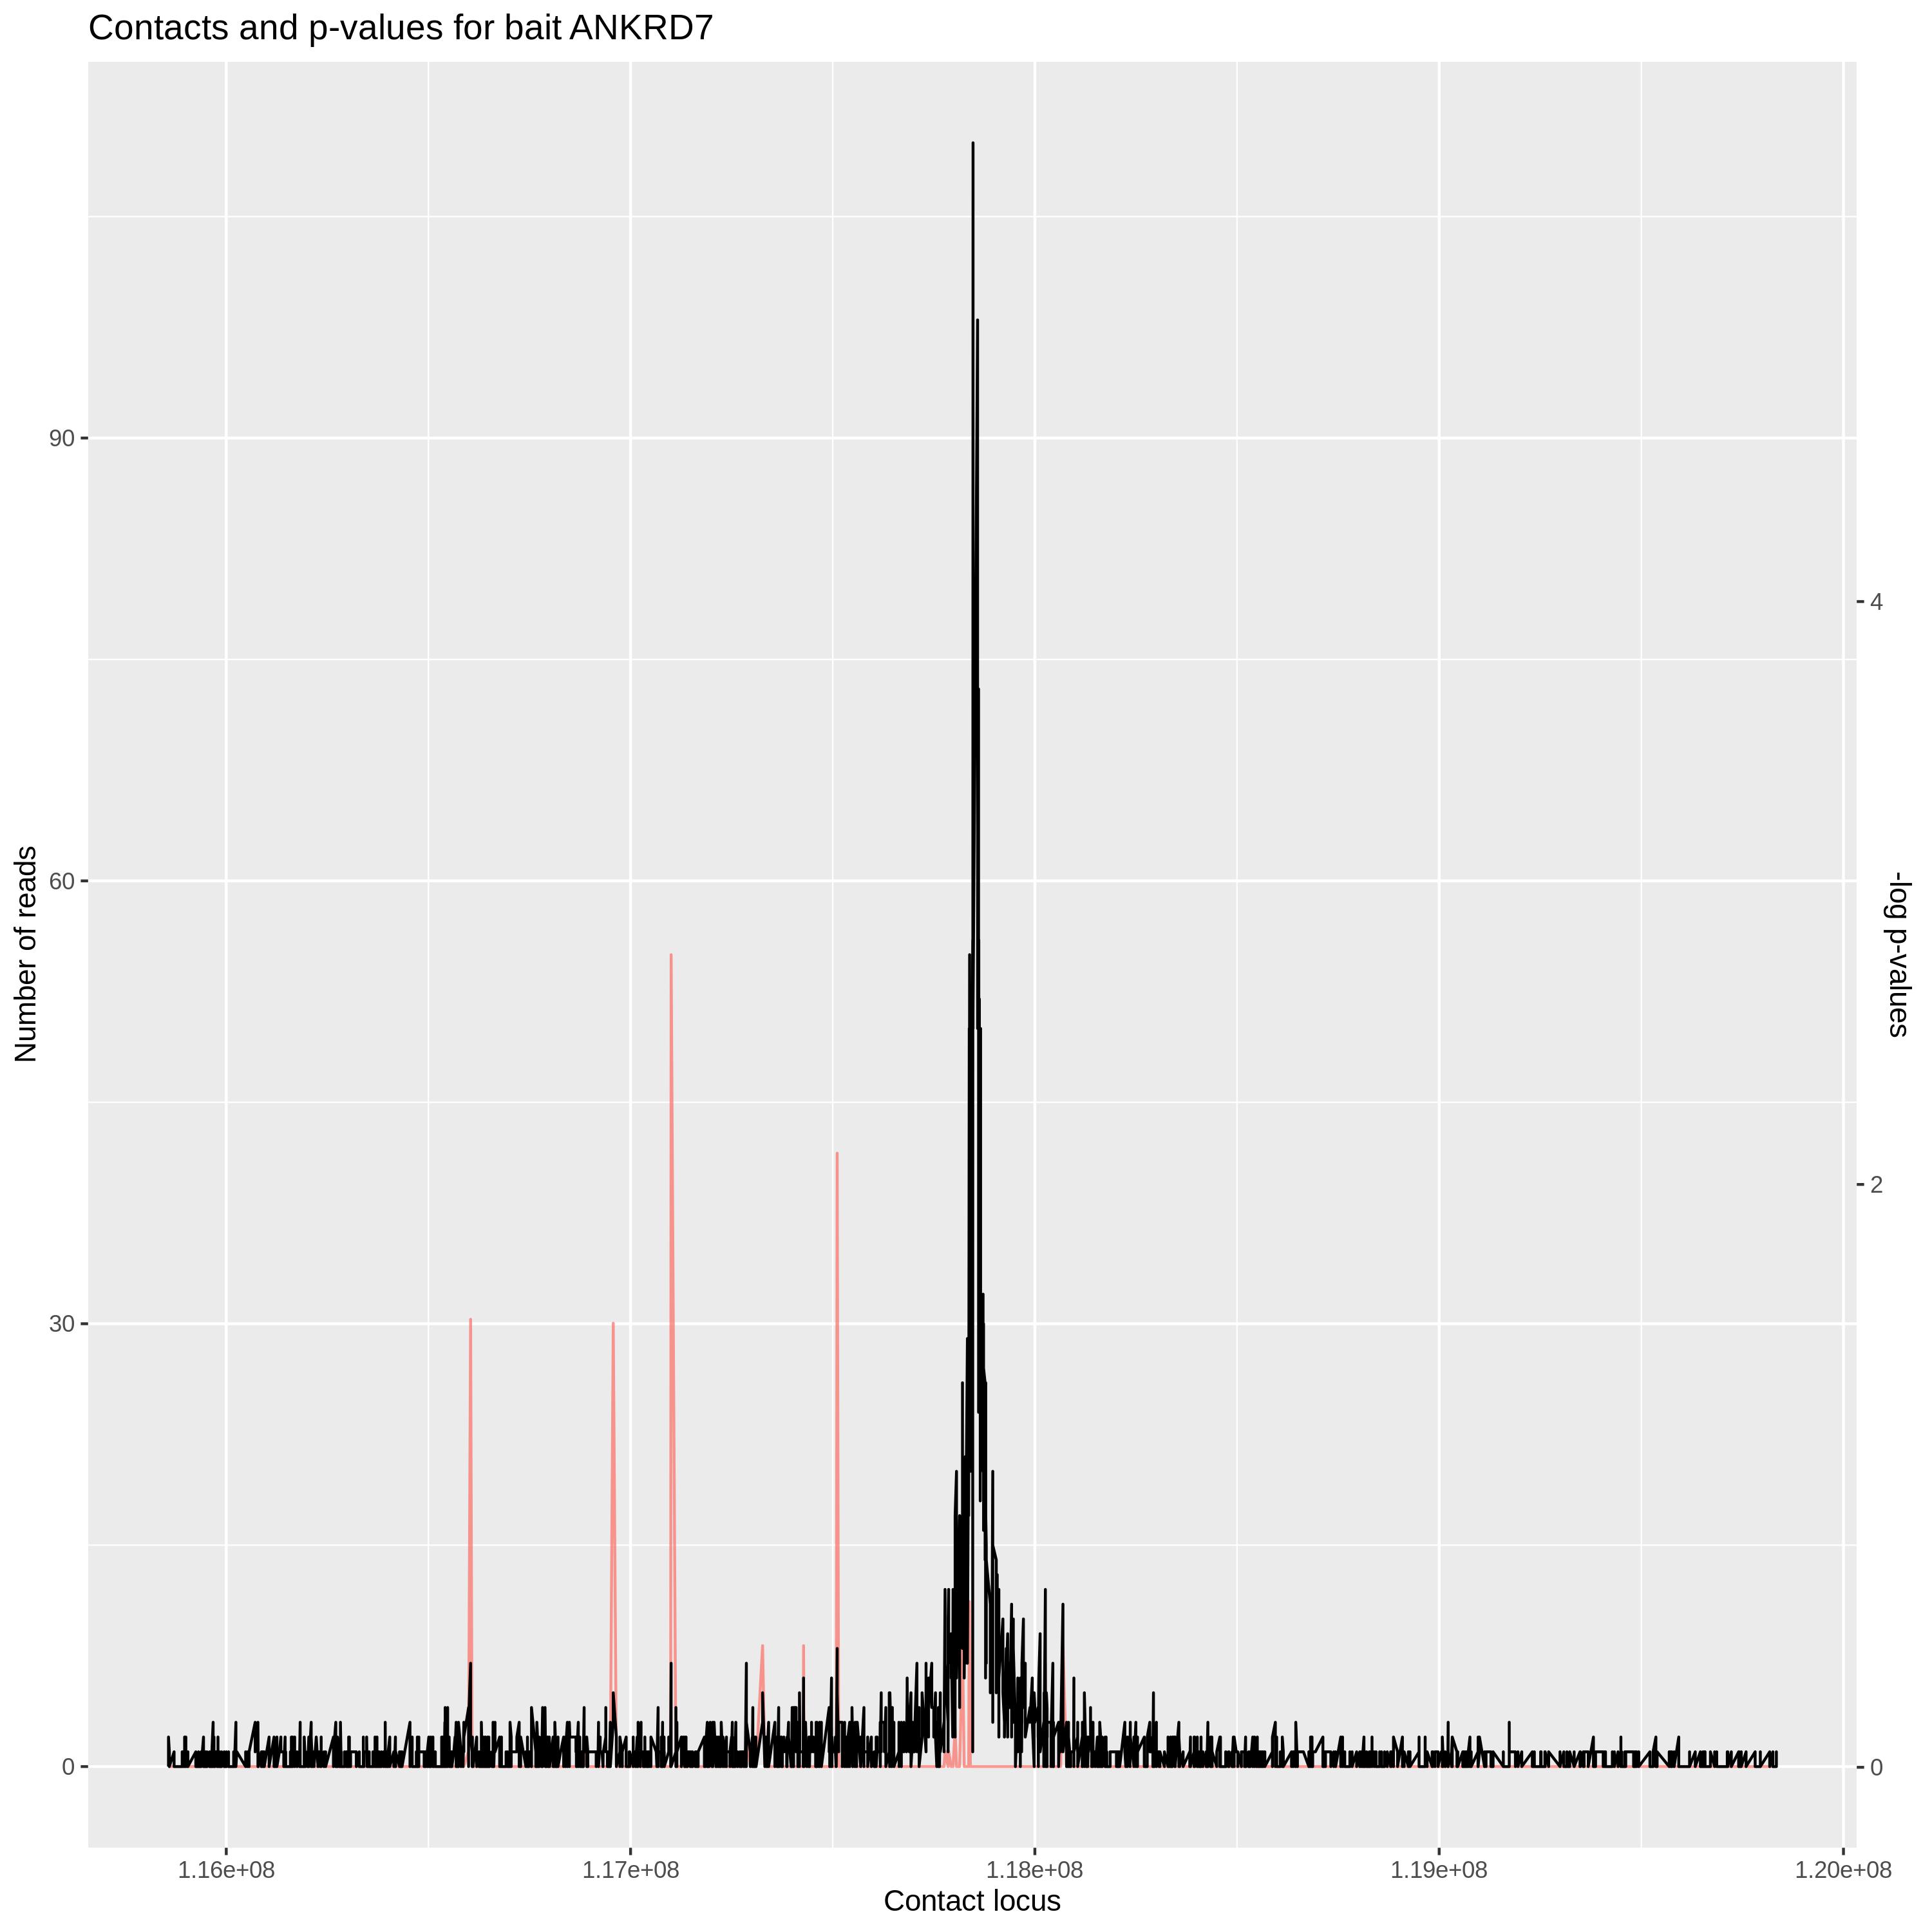 Contacts and p-values for bait ANKRD7
Number of reads
90
60
30
0
4
2
0
-log p-values
1.16e+08
1.17e+08
1.18e+08
1.19e+08
1.20e+08
Contact locus